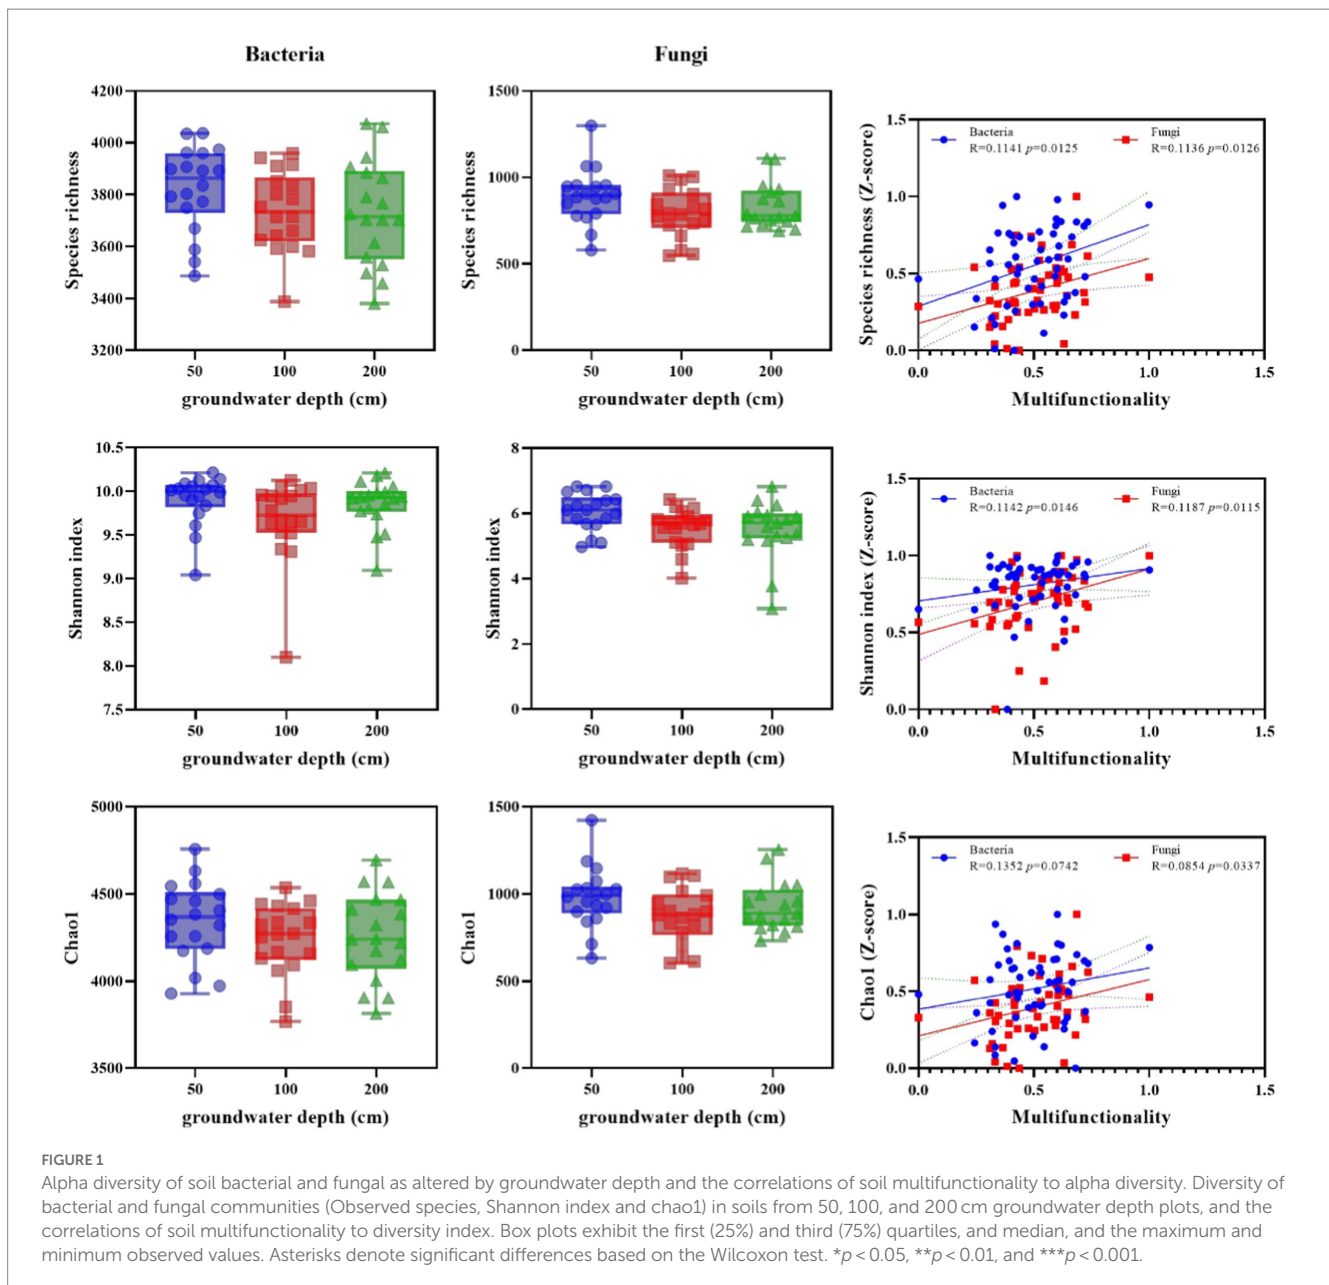 Bacteria
Fungi
4200
4000
3800
3600
3400
3200
Species richness
50
100
200
groundwater depth (cm)
1500
1000
500
0
Species richness
50
100
200
groundwater depth (cm)
1.5
1.0
0.5
0.0
Species richness (Z-score)
Bacteria
R=0.1141 p=0.0125
Fungi
R=0.1136 p=0.0126
0.0
0.5
1.0
1.5
Multifunctionality
10.5
10.0
9.5
9.0
8.5
8.0
7.5
Shannon index
50
100
200
groundwater depth (cm)
8
6
4
2
0
Shannon index
50
100
200
groundwater depth (cm)
1.5
1.0
0.5
0.0
Shannon index (Z-score)
Bacteria
R=0.1142 p=0.0146
Fungi
R=0.1187 p=0.0115
0.0
0.5
1.0
1.5
Multifunctionality
5000
4500
4000
3500
Chao1
50
100
200
groundwater depth (cm)
1500
1000
500
0
Chao1
50
100
200
groundwater depth (cm)
1.5
1.0
0.5
0.0
Chao1 (Z-score)
Bacteria
R=0.1352 p=0.0742
Fungi
R=0.0854 p=0.0337
0.0
0.5
1.0
1.5
Multifunctionality
FIGURE 1
Alpha diversity of soil bacterial and fungal as altered by groundwater depth and the correlations of soil multifunctionality to alpha diversity. Diversity of
bacterial and fungal communities (Observed species, Shannon index and chao1) in soils from 50, 100, and 200 cm groundwater depth plots, and the
correlations of soil multifunctionality to diversity index. Box plots exhibit the first (25%) and third (75%) quartiles, and median, and the maximum and
minimum observed values. Asterisks denote significant differences based on the Wilcoxon test. *p < 0.05, **p < 0.01, and ***p < 0.001.